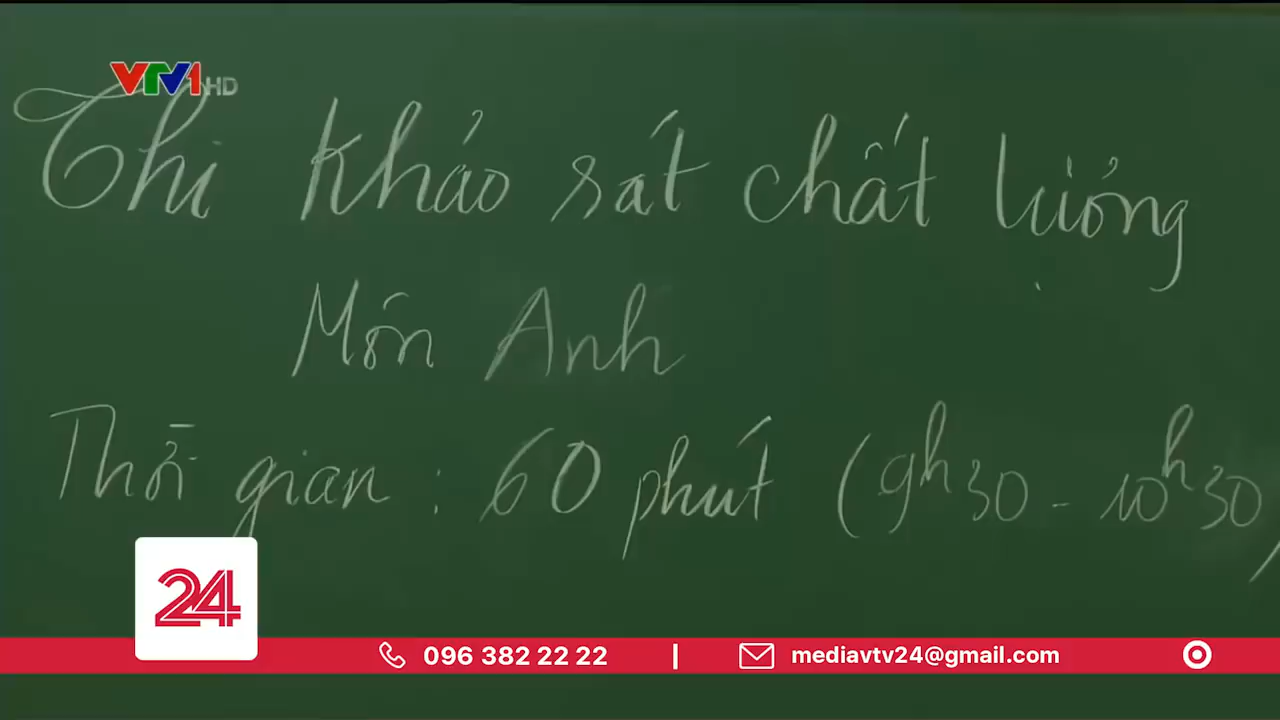 VTV1 HD
Thi khảo sát chất lượng
Môn Anh
Thời gian : 60 phút (9h30 - 10h30)
24
096 382 22 22 | mediavtv24@gmail.com